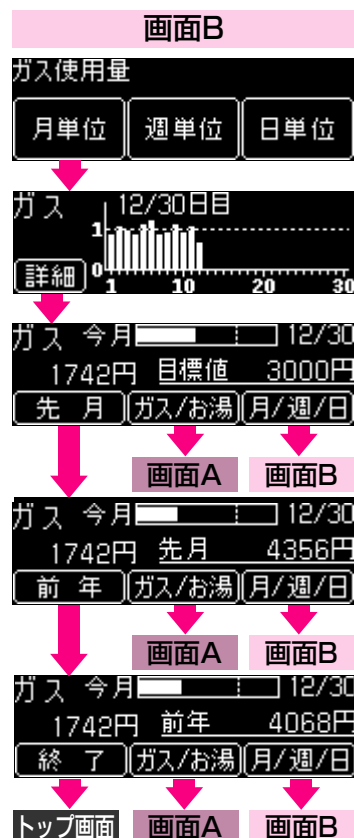 画面B
ガス使用量
月単位 週単位 日単位
ガス 12/30日目
1
詳細 0
1 10 20 30
ガス 今月 12/30
1742円 目標値 3000円
先月 ガス/お湯 月/週/日
画面A 画面B
ガス 今月 12/30
1742円 先月 4356円
前年 ガス/お湯 月/週/日
画面A 画面B
ガス 今月 12/30
1742円 前年 4068円
終了 ガス/お湯 月/週/日
トップ画面 画面A 画面B